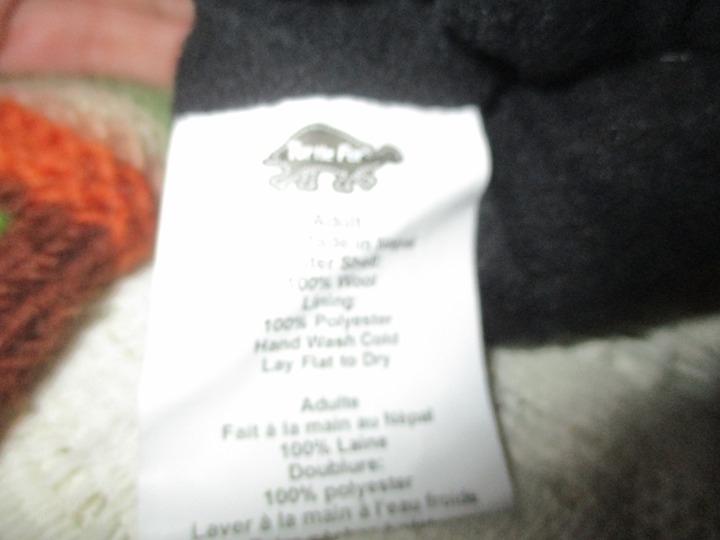 Turtle Fur
Adult
Made in Nepal
Outer Shell:
100% Wool
Lining:
100% Polyester
Hand Wash Cold
Lay Flat to Dry
Adulte
Fait à la main au Népal
100% Laine
Doublure:
100% polyester
Laver à la main à l'eau froide